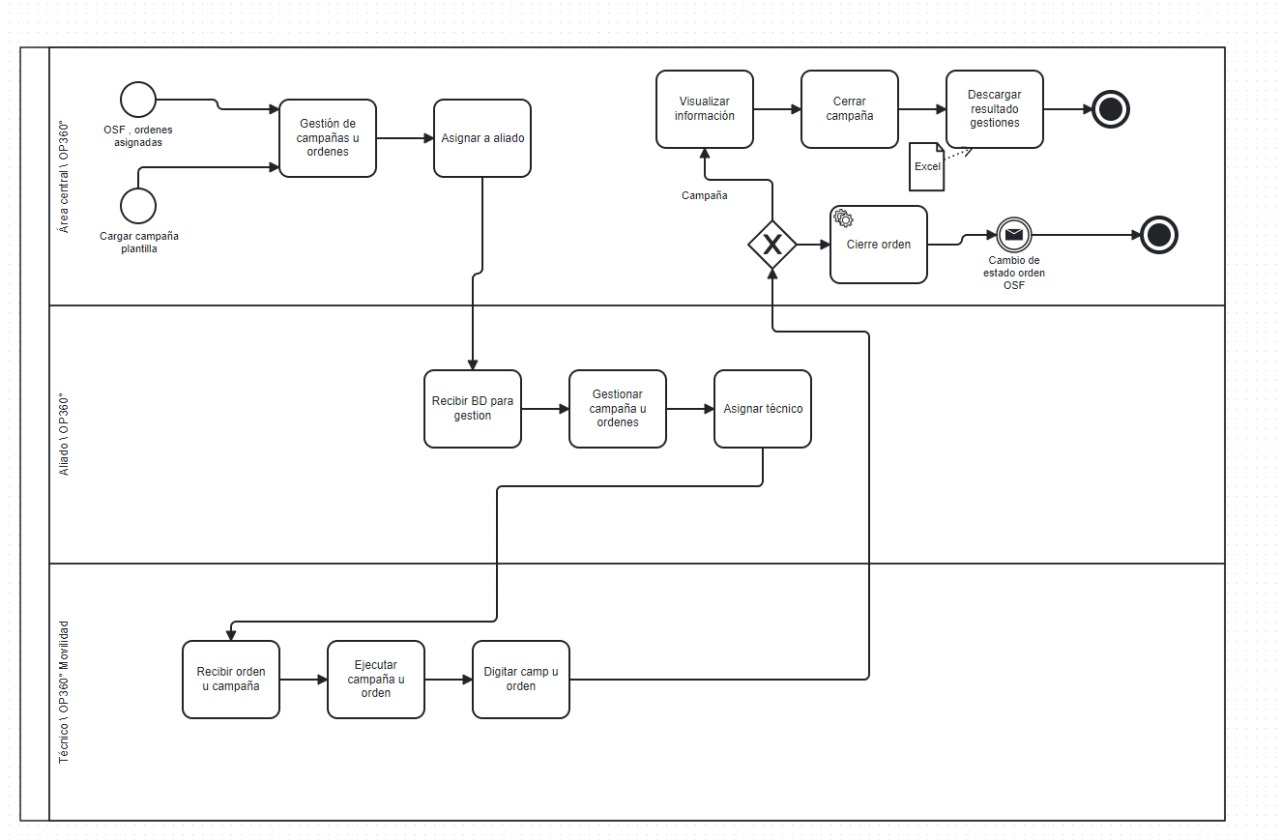 Área central \ OP360°
OSF , ordenes
asignadas
Cargar campaña
plantilla
Gestión de
campañas u
ordenes
Asignar a aliado
Visualizar
información
Cerrar
campaña
Descargar
resultado
gestiones
Excel
Campaña
X
Cierre orden
Cambio de
estado orden
OSF
Aliado \ OP360°
Recibir BD para
gestion
Gestionar
campaña u
ordenes
Asignar técnico
Técnico \ OP360° Movilidad
Recibir orden
u campaña
Ejecutar
campaña u
orden
Digitar camp u
orden